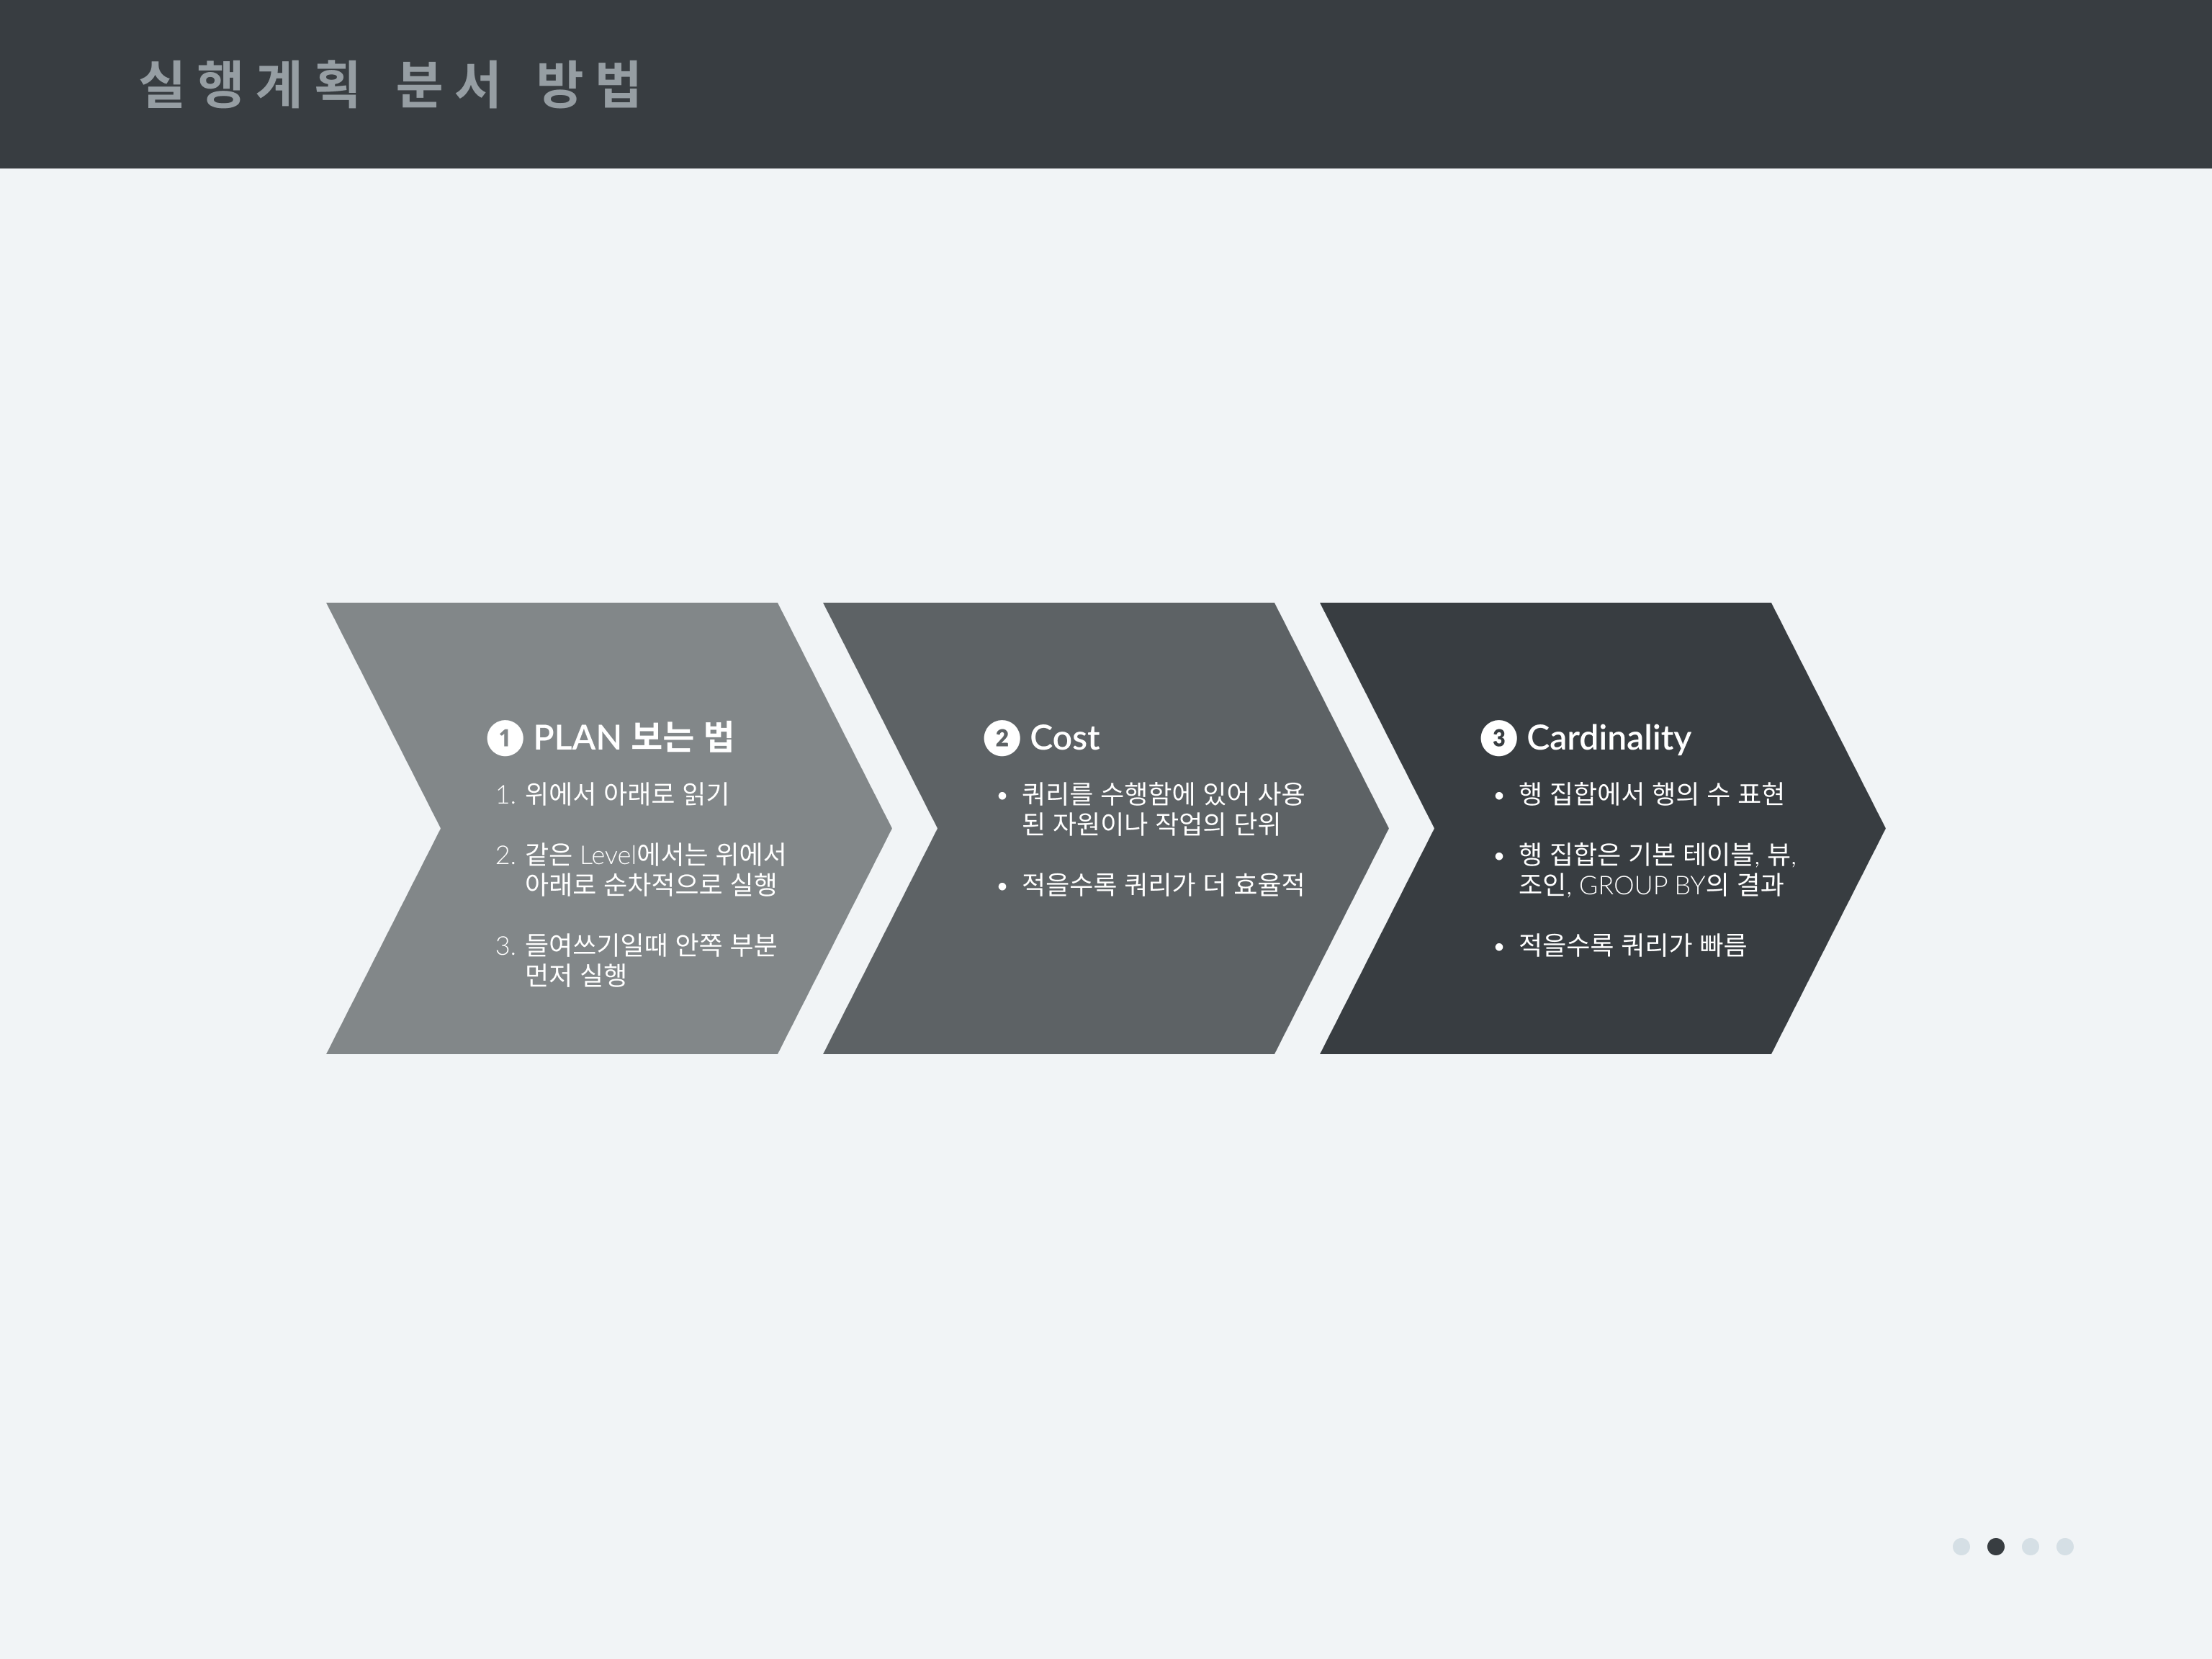 실행계획 분서 방법
1 PLAN 보는 법
1. 위에서 아래로 읽기
2. 같은 Level에서는 위에서
아래로 순차적으로 실행
3. 들여쓰기일때 안쪽 부분
먼저 실행
2 Cost
• 쿼리를 수행함에 있어 사용
된 자원이나 작업의 단위
• 적을수록 쿼리가 더 효율적
3 Cardinality
• 행 집합에서 행의 수 표현
• 행 집합은 기본 테이블, 뷰,
조인, GROUP BY의 결과
• 적을수록 쿼리가 빠름